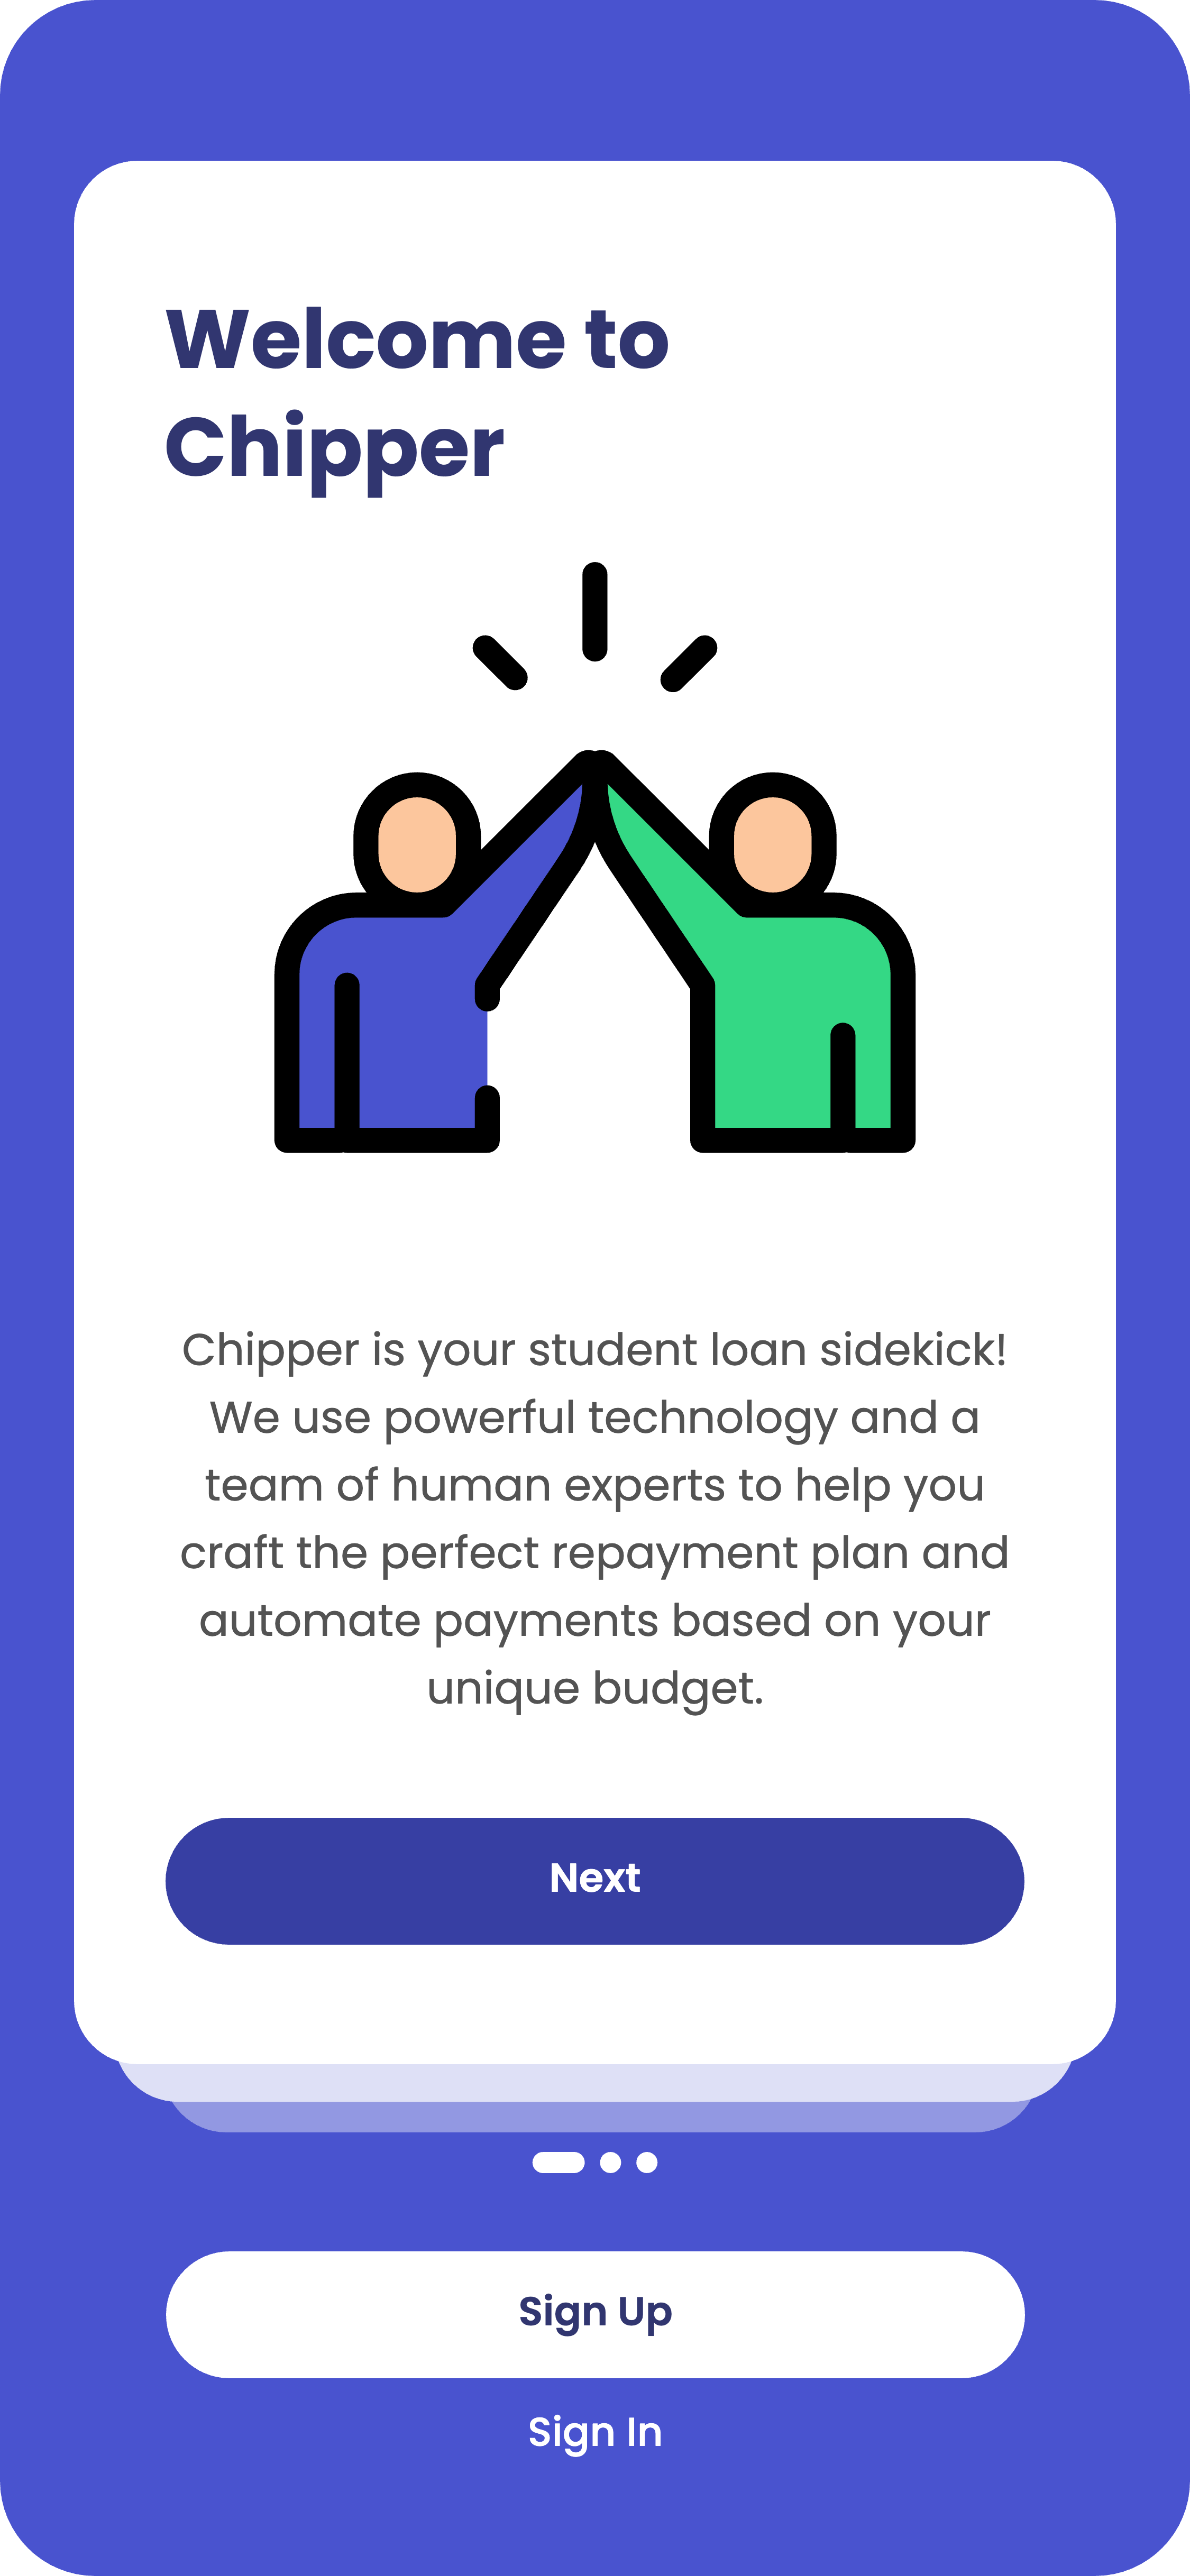 Welcome to
Chipper
Chipper is your student loan sidekick!
We use powerful technology and a
team of human experts to help you
craft the perfect repayment plan and
automate payments based on your
unique budget.
Next
Sign Up
Sign In